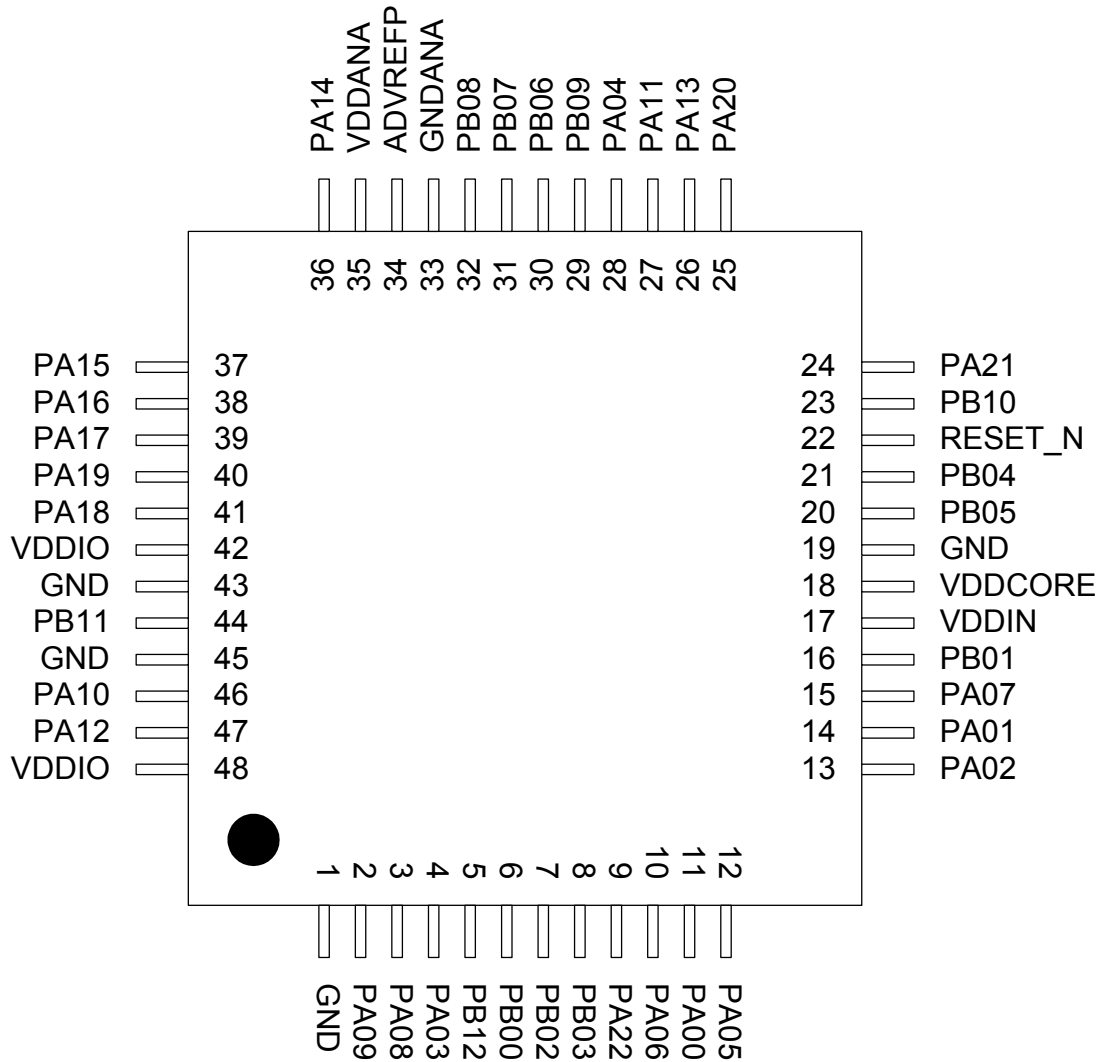 PA14 VDDANA ADVREFP GNDANA PB08 PB07 PB06 PB09 PA04 PA11 PA13 PA20
36 35 34 33 32 31 30 29 28 27 26 25
PA15 37 24 PA21
PA16 38 23 PB10
PA17 39 22 RESET_N
PA19 40 21 PB04
PA18 41 20 PB05
VDDIO 42 19 GND
GND 43 18 VDDCORE
PB11 44 17 VDDIN
GND 45 16 PB01
PA10 46 15 PA07
PA12 47 14 PA01
VDDIO 48 13 PA02
1 2 3 4 5 6 7 8 9 10 11 12
GND PA09 PA08 PA03 PB12 PB00 PB02 PB03 PA22 PA06 PA00 PA05